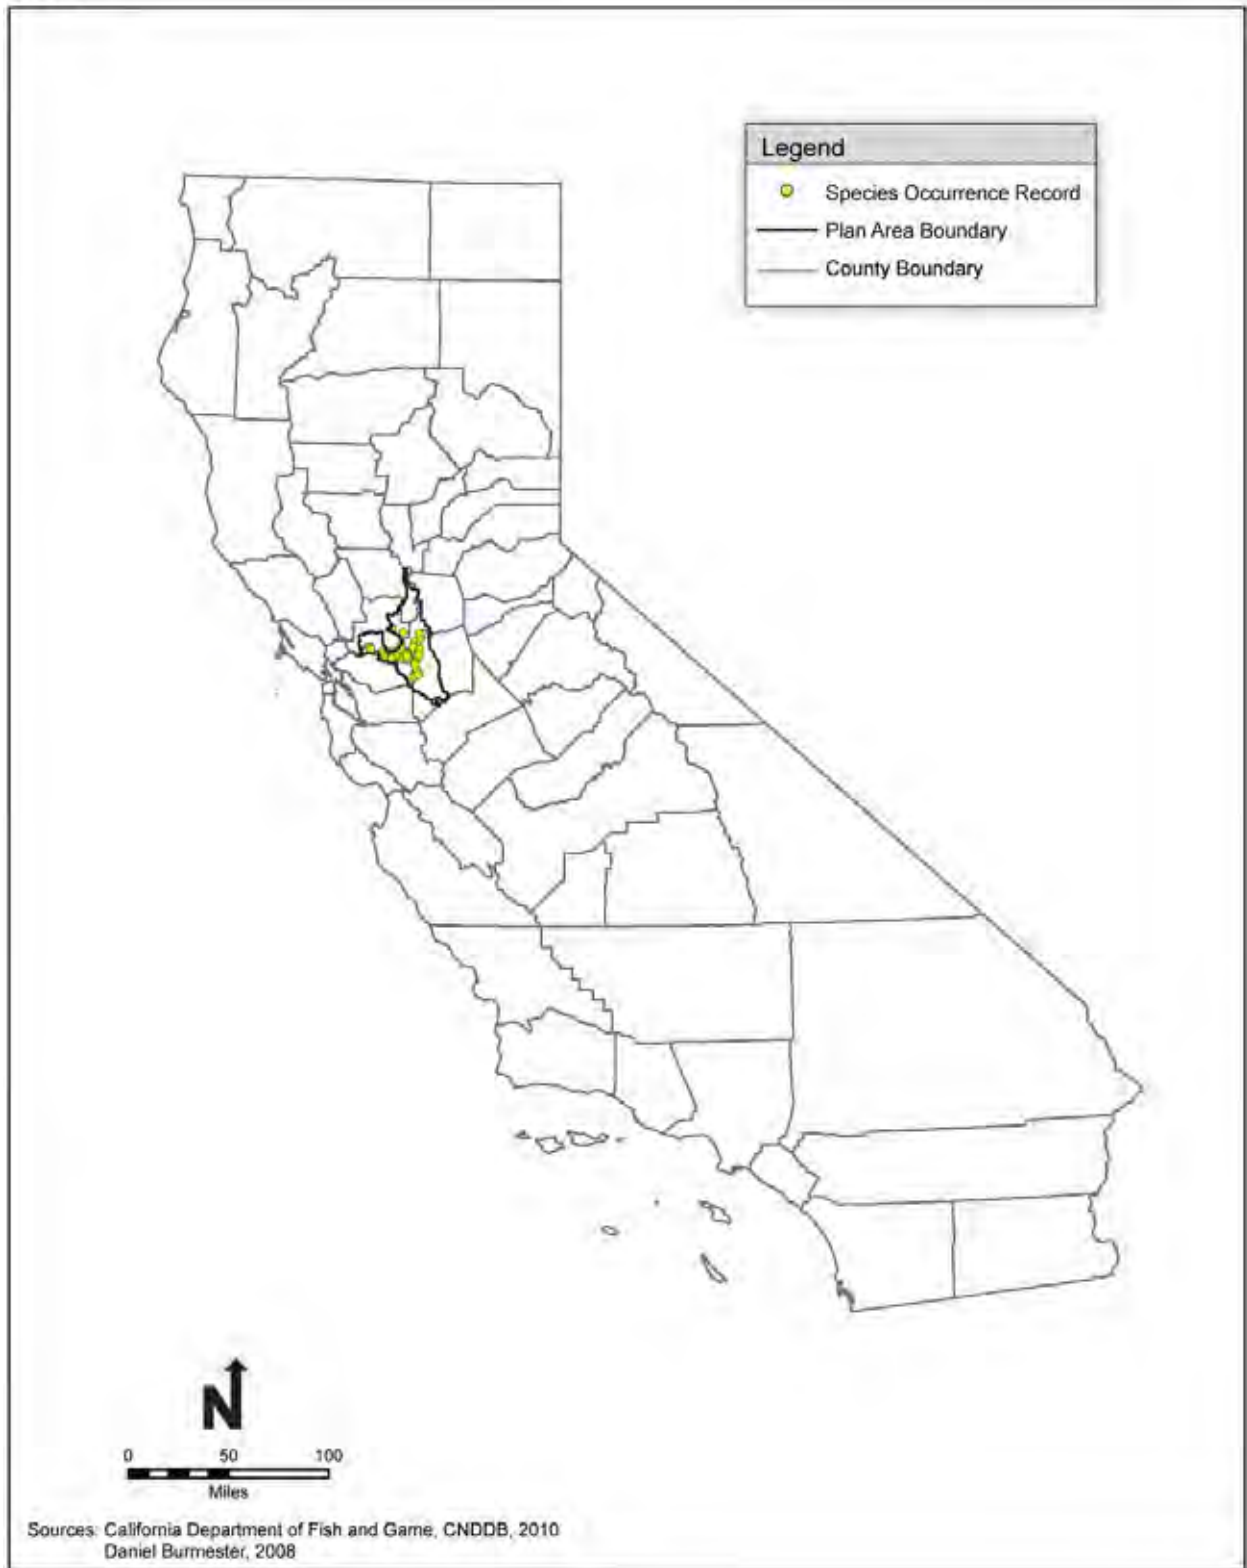 Legend
Species Occurrence Record
Plan Area Boundary
County Boundary
N
0 50 100
Miles
Sources: California Department of Fish and Game, CNDDB, 2010
Daniel Burmester, 2008